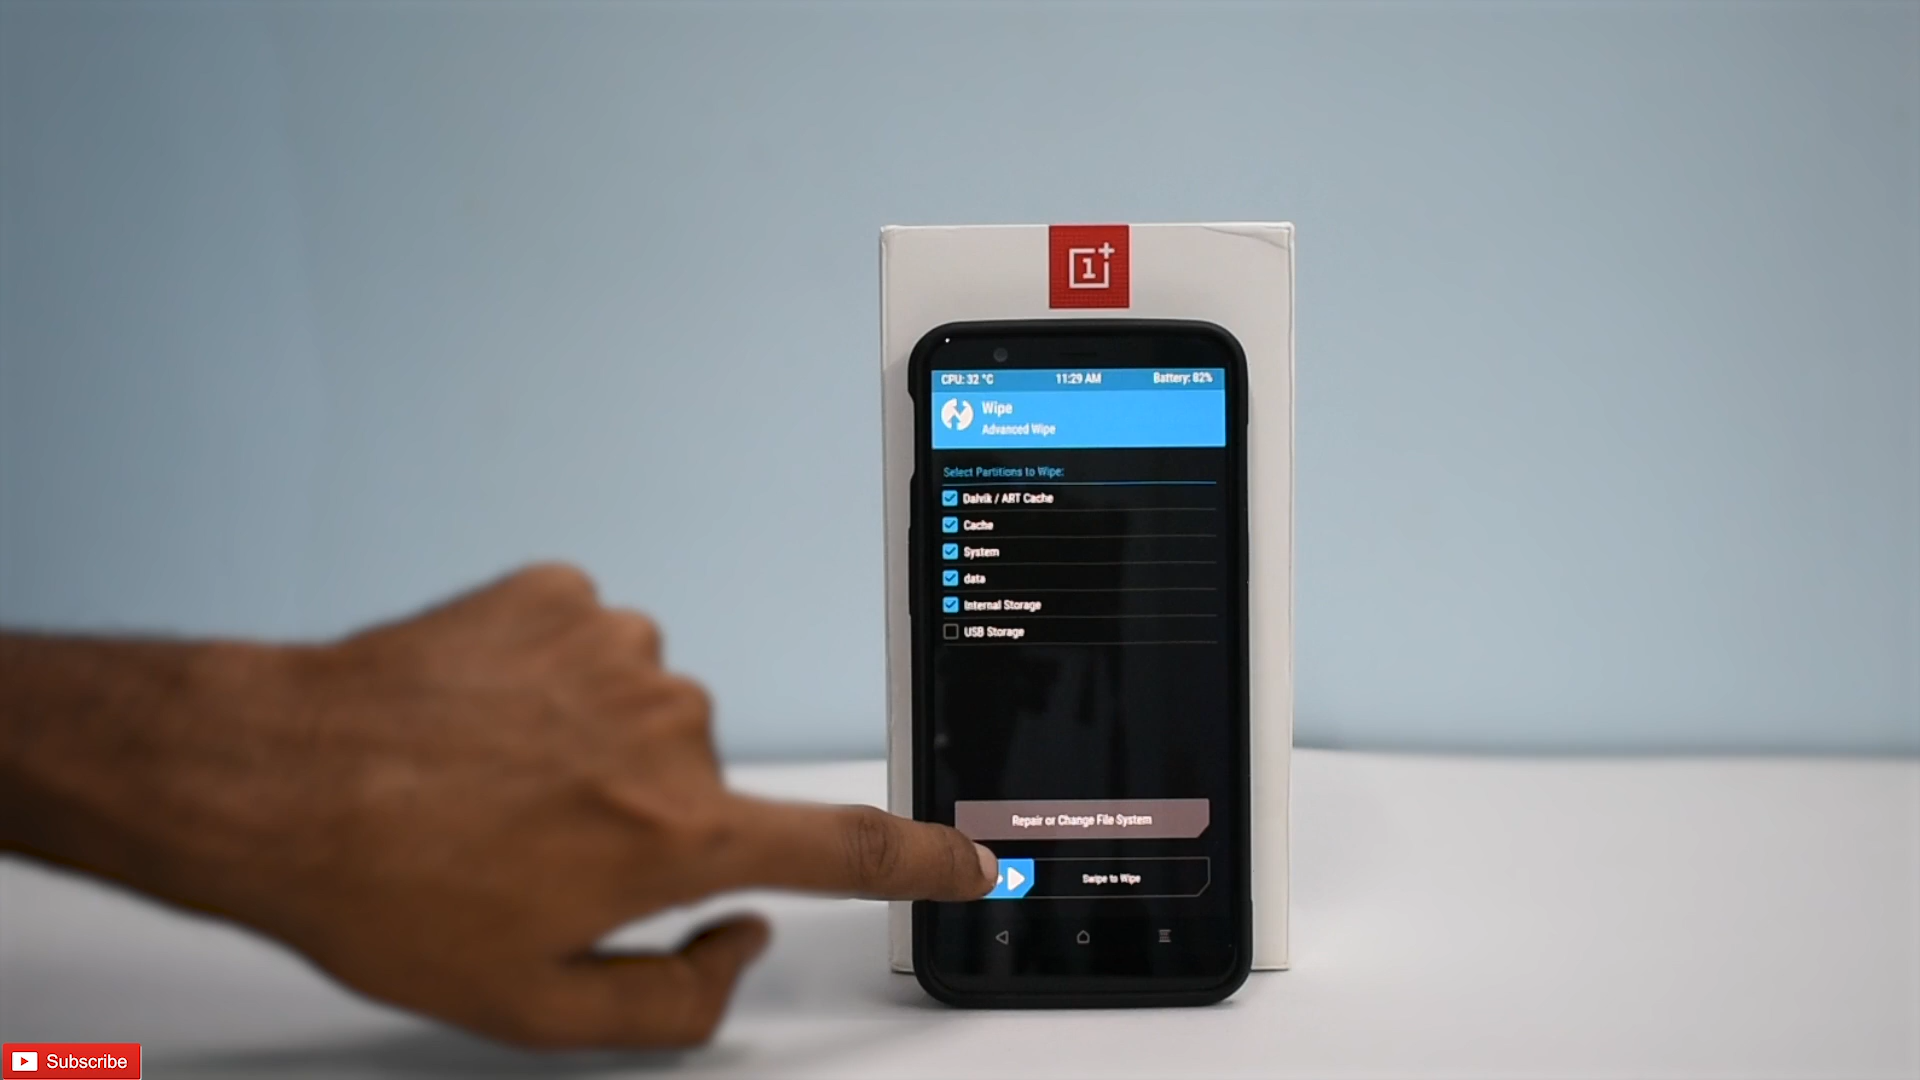 1+
CPU: 32 °C 11:29 AM Battery: 82%
Wipe
Advanced Wipe
Select Partitions to Wipe:
Dalvik / ART Cache
Cache
System
data
Internal Storage
USB Storage
Repair or Change File System
Swipe to Wipe
Subscribe